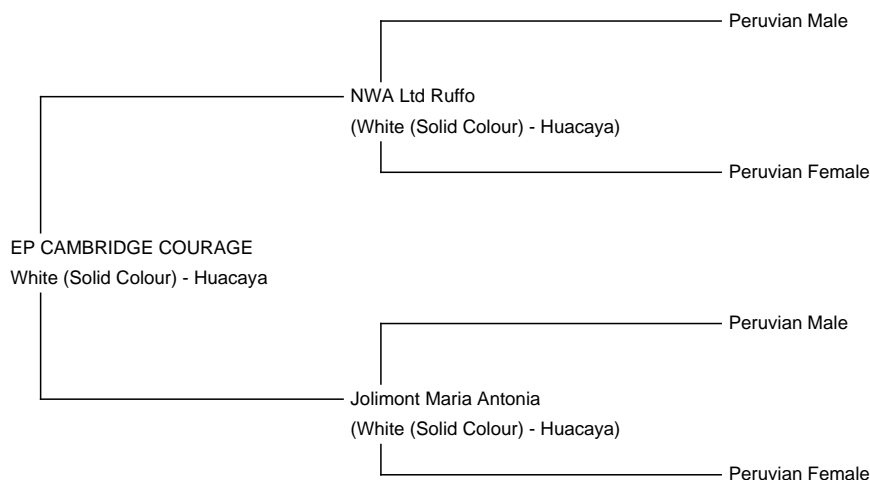 Peruvian Male
NWA Ltd Ruffo
(White (Solid Colour) - Huacaya)
Peruvian Female
EP CAMBRIDGE COURAGE
White (Solid Colour) - Huacaya
Peruvian Male
Jolimont Maria Antonia
(White (Solid Colour) - Huacaya)
Peruvian Female